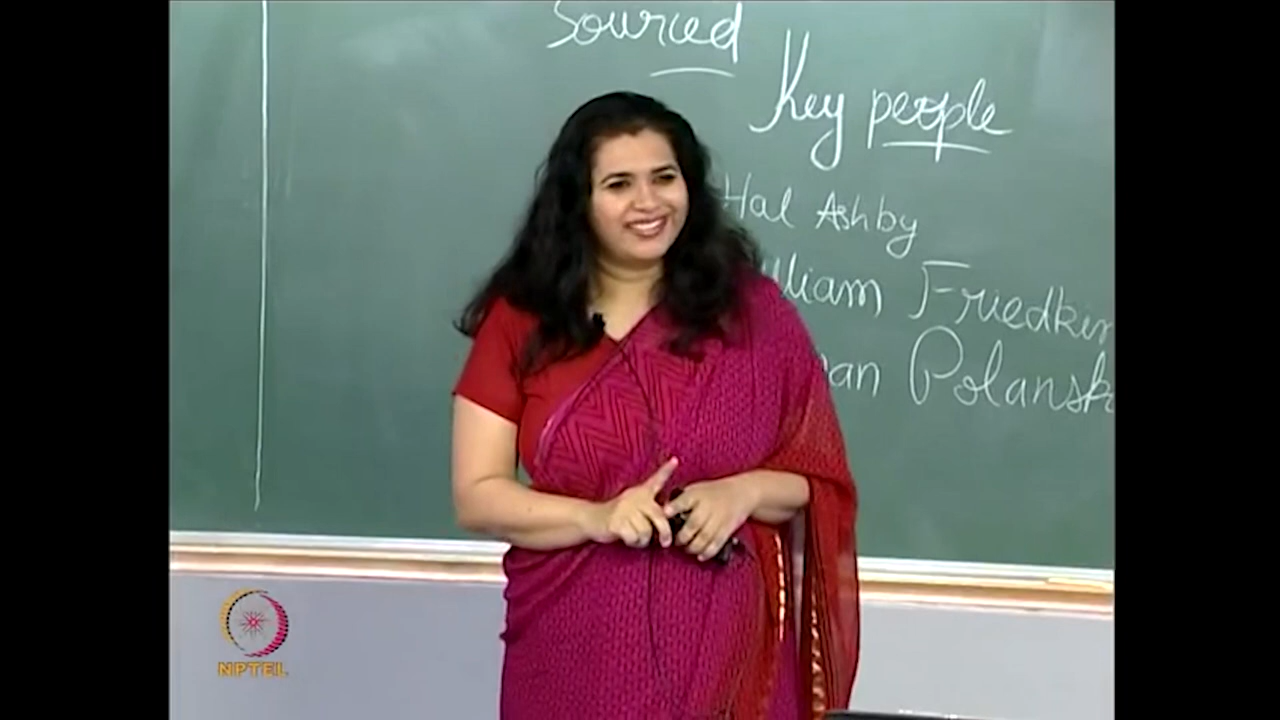 Sourced
Key people
Hal Ashby
lliam Friedkin
an Polansk
NPTEL